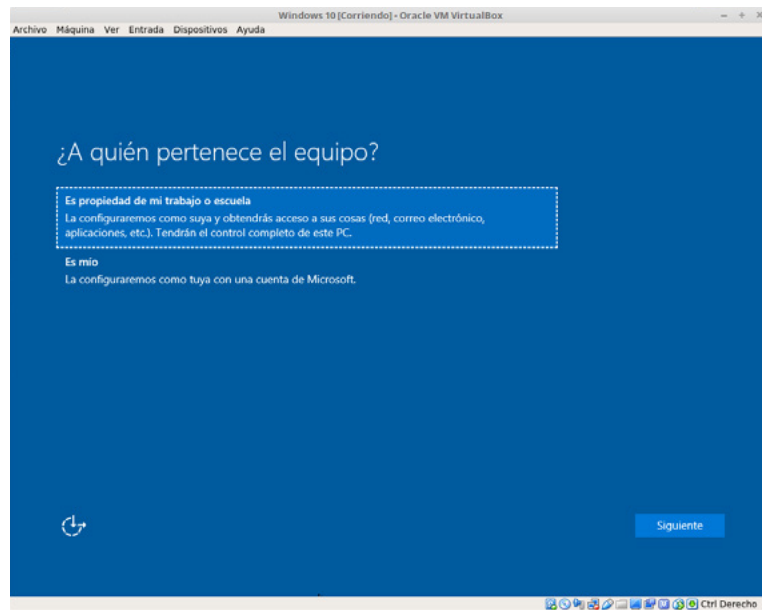 Windows 10 [Corriendo] - Oracle VM VirtualBox
Archivo Máquina Ver Entrada Dispositivos Ayuda
¿A quién pertenece el equipo?
Es propiedad de mi trabajo o escuela
La configuraremos como suya y obtendrás acceso a sus cosas (red, correo electrónico,
aplicaciones, etc.). Tendrán el control completo de este PC.
Es mío
La configuraremos como tuya con una cuenta de Microsoft.
Siguiente
Ctrl Derecho